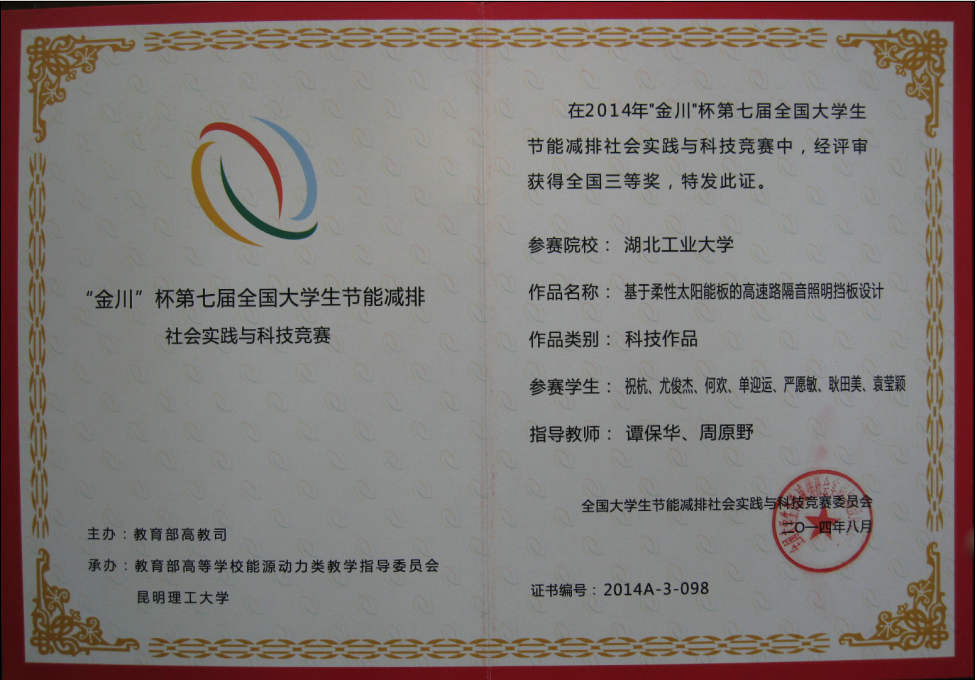 “金川”杯第七届全国大学生节能减排
社会实践与科技竞赛
主办：教育部高教司
承办：教育部高等学校能源动力类教学指导委员会
昆明理工大学
在2014年"金川"杯第七届全国大学生
节能减排社会实践与科技竞赛中，经评审
获得全国三等奖，特发此证。
参赛院校：湖北工业大学
作品名称：基于柔性太阳能板的高速路隔音照明挡板设计
作品类别：科技作品
参赛学生：祝杭、尤俊杰、何欢、单迎运、严愿敏、耿田美、袁莹颖
指导教师：谭保华、周原野
全国大学生节能减排社会实践与科技竞赛委员会
二〇一四年八月
证书编号：2014A-3-098